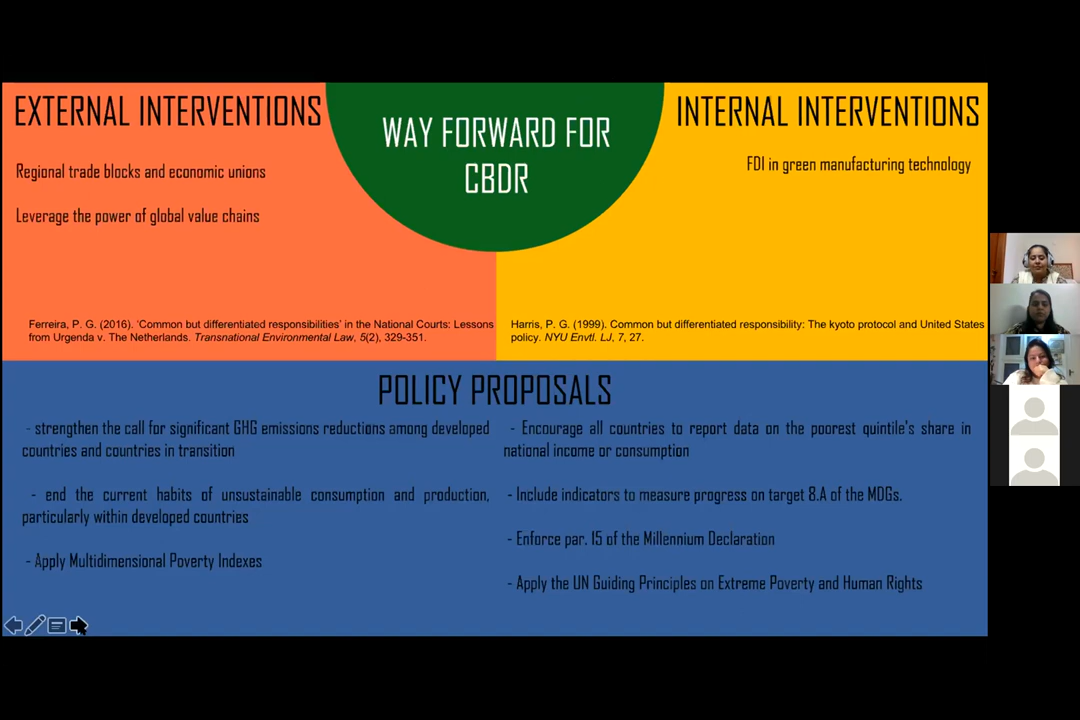 EXTERNAL INTERVENTIONS
Regional trade blocks and economic unions
Leverage the power of global value chains
Ferreira, P. G. (2016). 'Common but differentiated responsibilities' in the National Courts: Lessons
from Urgenda v. The Netherlands. Transnational Environmental Law, 5(2), 329-351.
WAY FORWARD FOR
CBDR
INTERNAL INTERVENTIONS
FDI in green manufacturing technology
Harris, P. G. (1999). Common but differentiated responsibility: The kyoto protocol and United States
policy. NYU Envtl. LJ, 7, 27.
POLICY PROPOSALS
- strengthen the call for significant GHG emissions reductions among developed
countries and countries in transition
- end the current habits of unsustainable consumption and production,
particularly within developed countries
- Apply Multidimensional Poverty Indexes
- Encourage all countries to report data on the poorest quintile's share in
national income or consumption
- Include indicators to measure progress on target 8.A of the MDGs.
- Enforce par. 15 of the Millennium Declaration
- Apply the UN Guiding Principles on Extreme Poverty and Human Rights